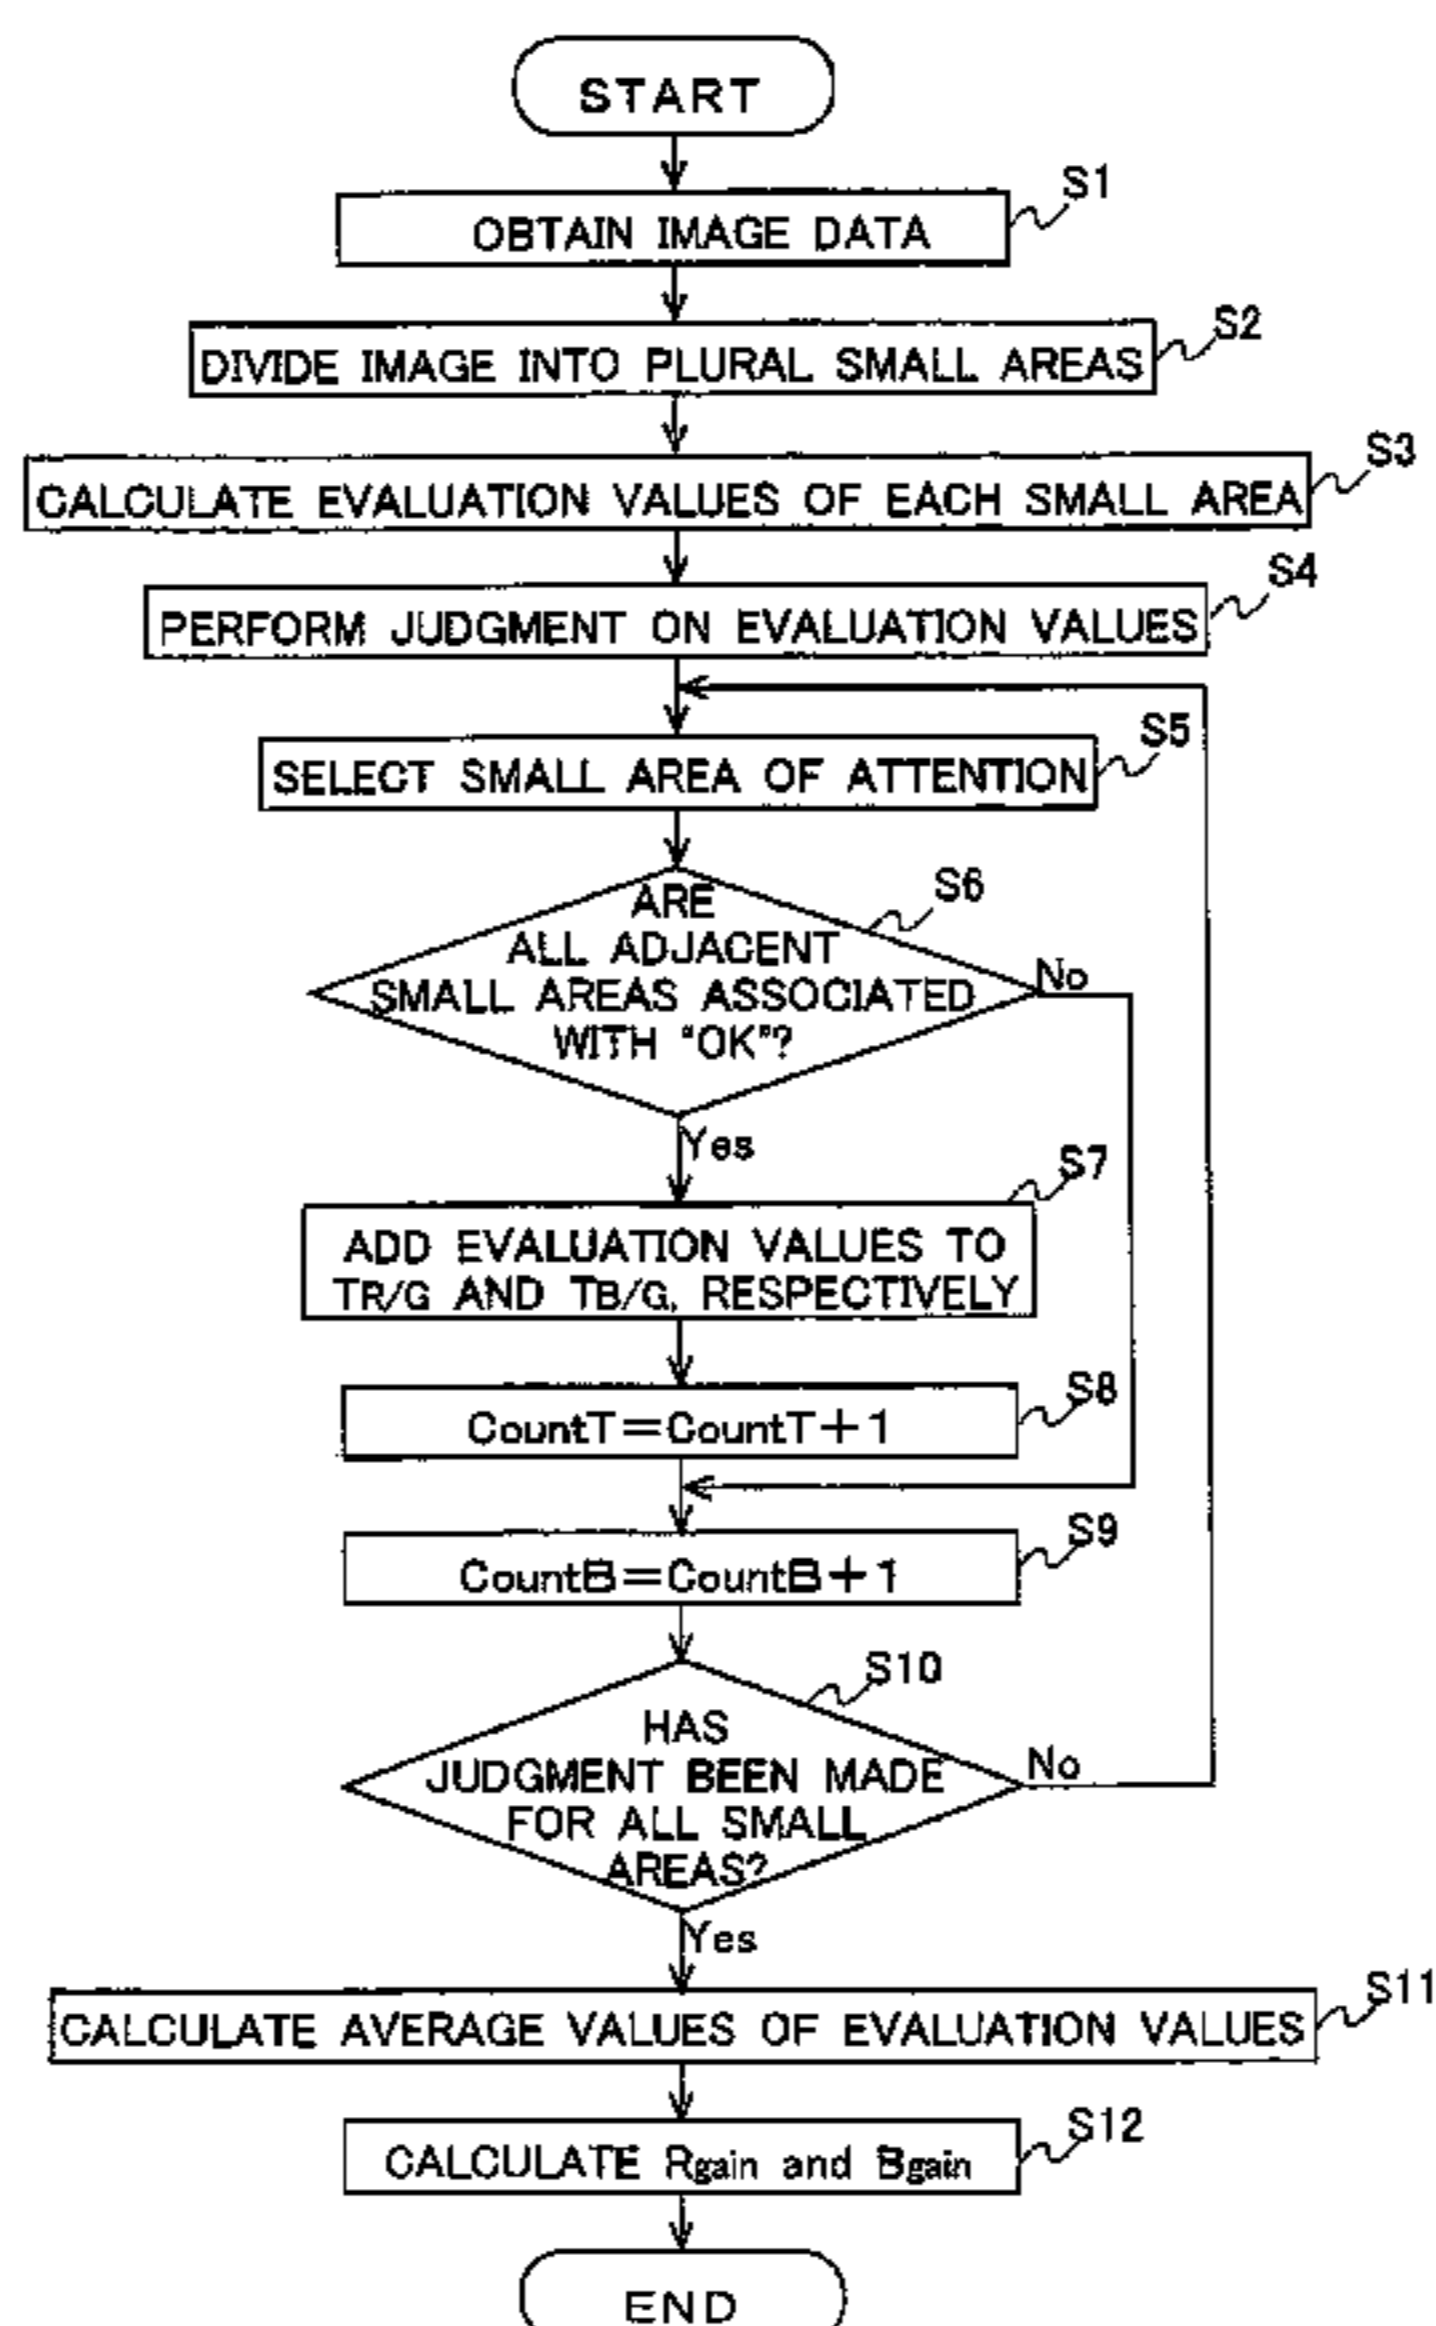 START
S1
OBTAIN IMAGE DATA
S2
DIVIDE IMAGE INTO PLURAL SMALL AREAS
S3
CALCULATE EVALUATION VALUES OF EACH SMALL AREA
S4
PERFORM JUDGMENT ON EVALUATION VALUES
S5
SELECT SMALL AREA OF ATTENTION
S6
ARE
ALL ADJACENT
SMALL AREAS ASSOCIATED
WITH "OK"?
No
Yes
S7
ADD EVALUATION VALUES TO
TR/G AND TB/G, RESPECTIVELY
S8
CountT=CountT+1
S9
CountB=CountB+1
S10
HAS
JUDGMENT BEEN MADE
FOR ALL SMALL
AREAS?
No
Yes
S11
CALCULATE AVERAGE VALUES OF EVALUATION VALUES
S12
CALCULATE Rgain and Bgain
END